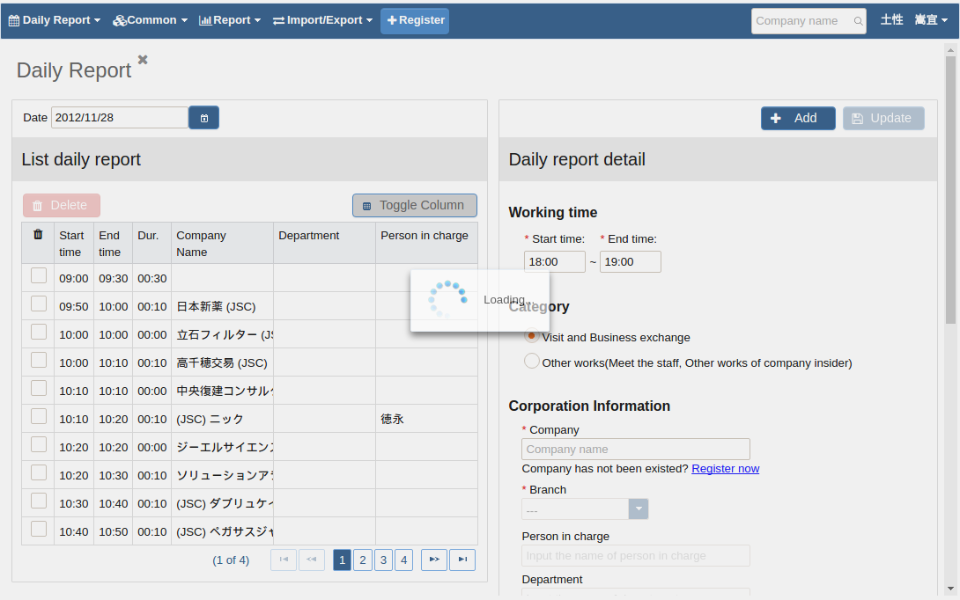 Daily Report Common Report Import/Export Register Company name 土性 嵩宜
Daily Report
Date 2012/11/28
Add Update
List daily report
Daily report detail
Delete Toggle Column
Start time End time Dur. Company Name Department Person in charge
09:00 09:30 00:30
09:50 10:00 00:10 日本新薬 (JSC)
10:00 10:00 00:00 立石フィルター (JS
10:00 10:10 00:10 高千穂交易 (JSC)
10:10 10:10 00:00 中央復建コンサルタ
10:10 10:20 00:10 (JSC) ニック 徳永
10:20 10:20 00:00 ジーエルサイエンス
10:20 10:30 00:10 ソリューションアラ
10:30 10:40 00:10 (JSC) ダブリュケイ
10:40 10:50 00:10 (JSC) ペガサスジャ
(1 of 4) 1 2 3 4
Working time
* Start time: * End time:
18:00 ~ 19:00
Loading...
Category
Visit and Business exchange
Other works(Meet the staff, Other works of company insider)
Corporation Information
* Company
Company name
Company has not been existed? Register now
* Branch
---
Person in charge
Input the name of person in charge
Department